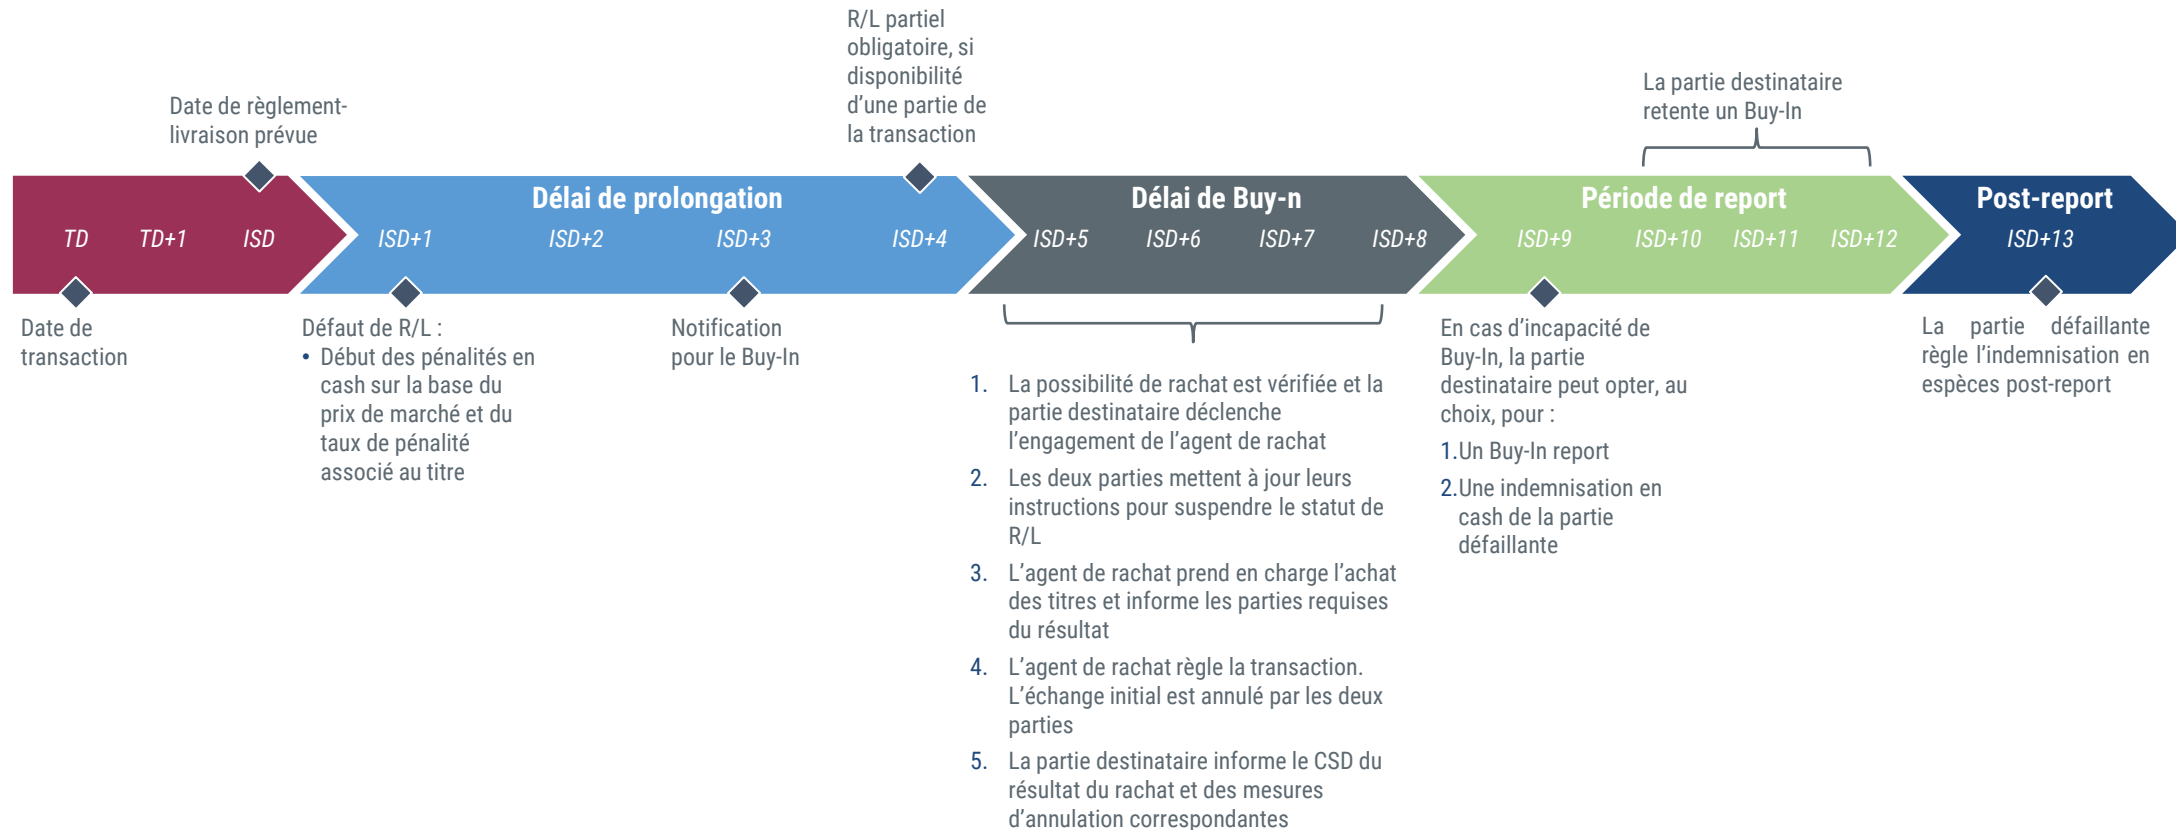 R/L partiel
obligatoire, si
disponibilité
d'une partie de
la transaction
Date de règlement-
livraison prévue
La partie destinataire
retente un Buy-In
Délai de prolongation
Délai de Buy-n
Période de report
Post-report
TD
TD+1
ISD
ISD+1
ISD+2
ISD+3
ISD+4
ISD+5
ISD+6
ISD+7
ISD+8
ISD+9
ISD+10
ISD+11
ISD+12
ISD+13
Date de
transaction
Défaut de R/L :
• Début des pénalités en
cash sur la base du
prix de marché et du
taux de pénalité
associé au titre
Notification
pour le Buy-In
1. La possibilité de rachat est vérifiée et la
partie destinataire déclenche
l'engagement de l'agent de rachat
2. Les deux parties mettent à jour leurs
instructions pour suspendre le statut de
R/L
3. L'agent de rachat prend en charge l'achat
des titres et informe les parties requises
du résultat
4. L'agent de rachat règle la transaction.
L'échange initial est annulé par les deux
parties
5. La partie destinataire informe le CSD du
résultat du rachat et des mesures
d'annulation correspondantes
En cas d'incapacité de
Buy-In, la partie
destinataire peut opter, au
choix, pour :
1.Un Buy-In report
2.Une indemnisation en
cash de la partie
défaillante
La partie défaillante
règle l'indemnisation en
espèces post-report